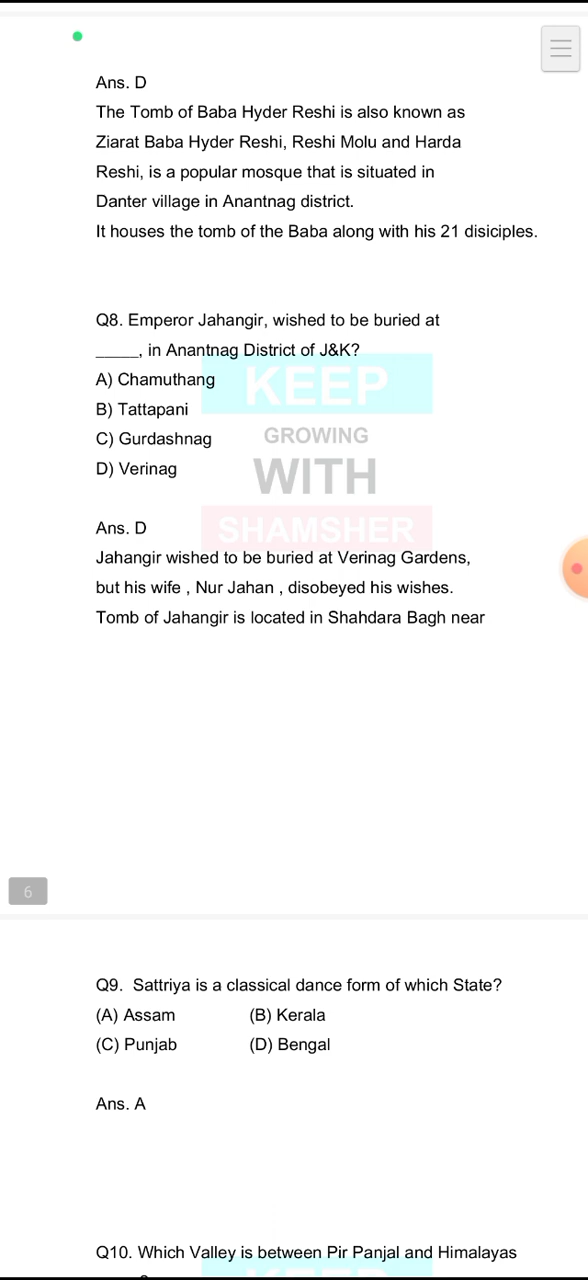 Ans. D
The Tomb of Baba Hyder Reshi is also known as
Ziarat Baba Hyder Reshi, Reshi Molu and Harda
Reshi, is a popular mosque that is situated in
Danter village in Anantnag district.
It houses the tomb of the Baba along with his 21 disiciples.
Q8. Emperor Jahangir, wished to be buried at
_____, in Anantnag District of J&K?
A) Chamuthang
B) Tattapani
C) Gurdashnag
D) Verinag
KEEP
GROWING
WITH
SHAMSHER
Ans. D
Jahangir wished to be buried at Verinag Gardens,
but his wife , Nur Jahan , disobeyed his wishes.
Tomb of Jahangir is located in Shahdara Bagh near
6
Q9. Sattriya is a classical dance form of which State?
(A) Assam (B) Kerala
(C) Punjab (D) Bengal
Ans. A
Q10. Which Valley is between Pir Panjal and Himalayas